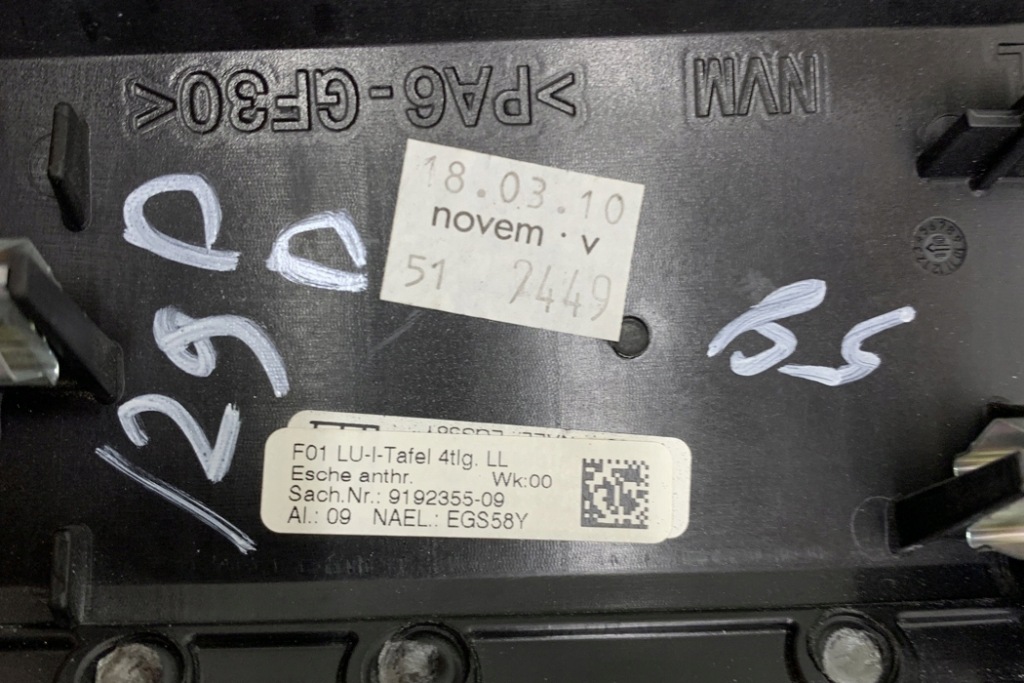 >PA6-GF30<
NVM
18.03.10
novem · v
51 7449
F01 LU-I-Tafel 4tlg. LL
Esche anthr. Wk:00
Sach.Nr.: 9192355-09
Al.: 09 NAEL.: EGS58Y